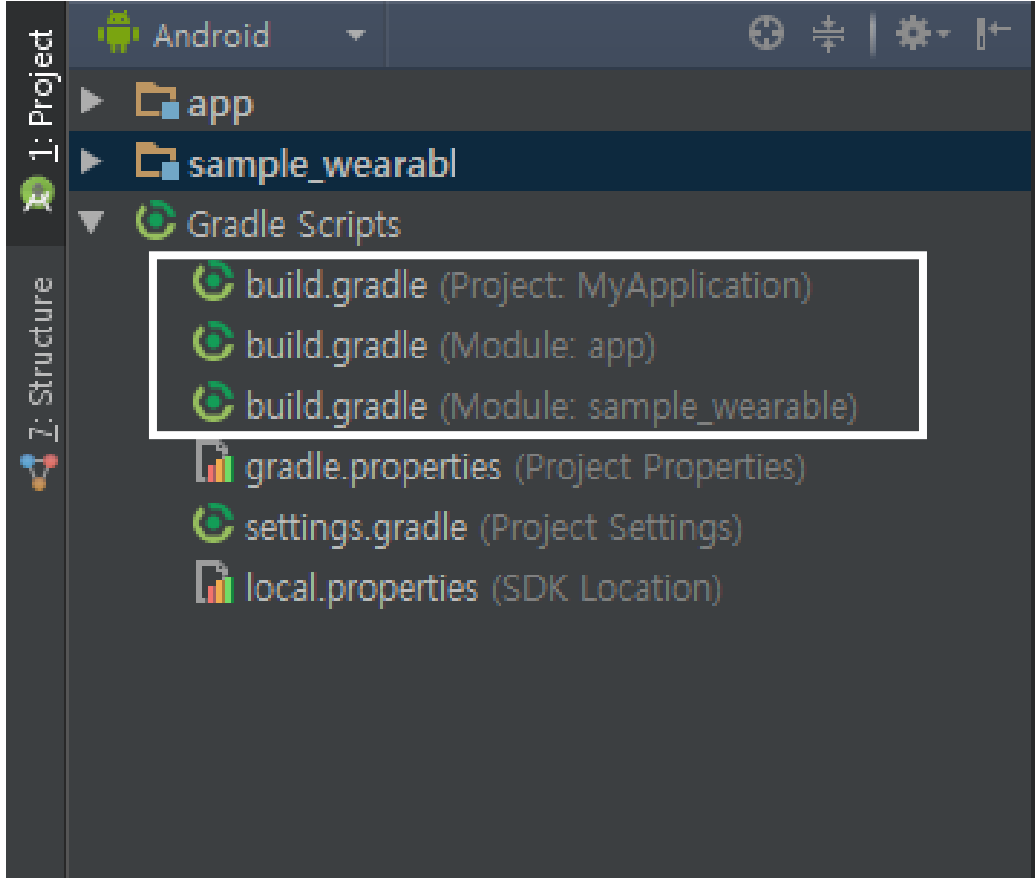 1: Project
7: Structure
Android
app
sample_wearabl
Gradle Scripts
build.gradle (Project: MyApplication)
build.gradle (Module: app)
build.gradle (Module: sample_wearable)
gradle.properties (Project Properties)
settings.gradle (Project Settings)
local.properties (SDK Location)